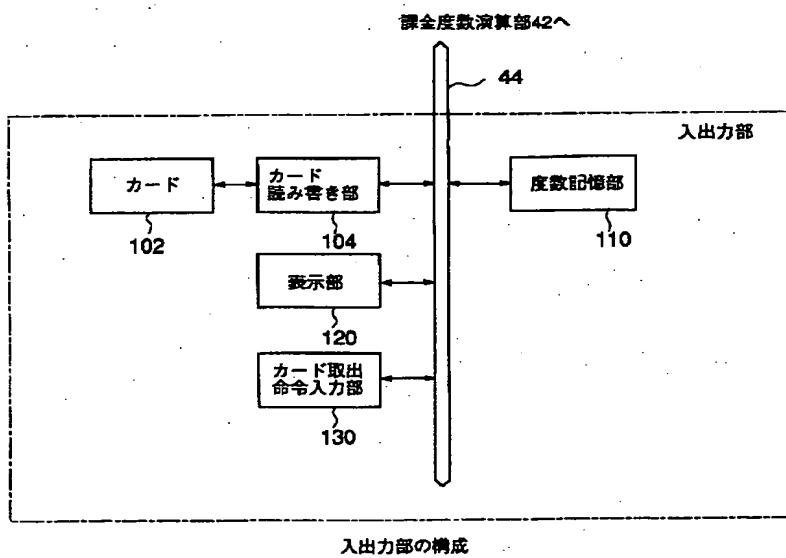 課金度数演算部42へ
44
入出力部
カード
102
カード
読み書き部
104
度数記憶部
110
表示部
120
カード取出
命令入力部
130
入出力部の構成